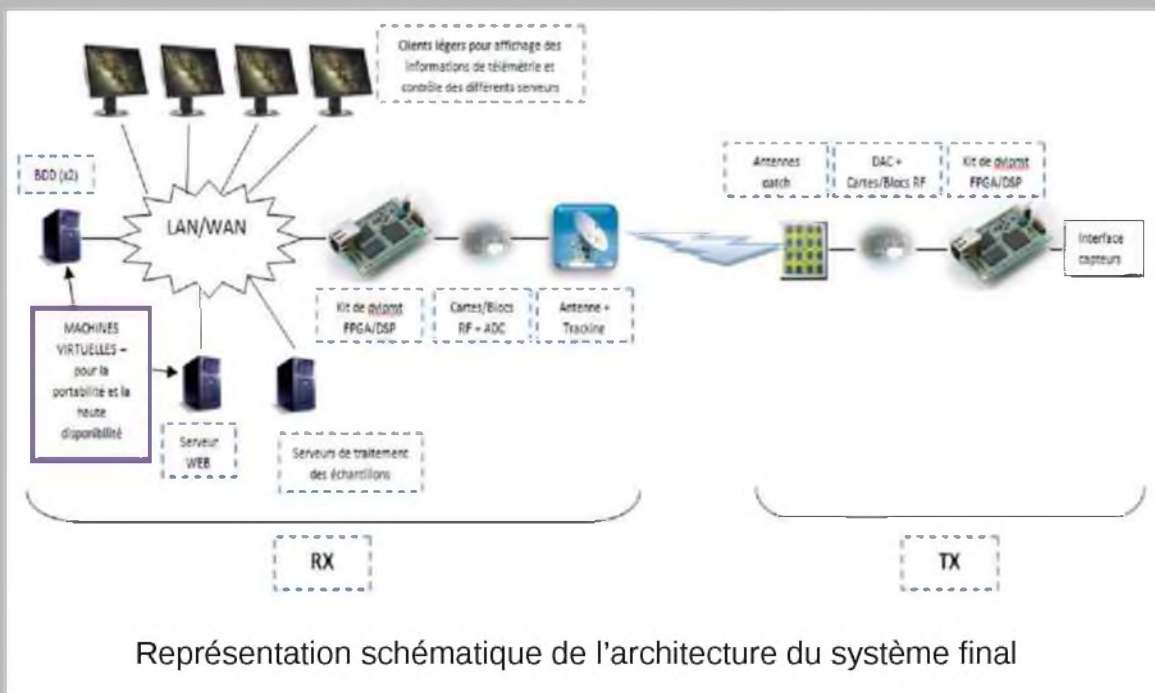 Clients légers pour affichage des
informations de télémétrie et
contrôle des différents serveurs
BDD (x2)
LAN/WAN
Antennes
patch
DAC +
Cartes/Blocs RF
Kit de dvlpmt
FPGA/DSP
Interface
capteurs
Kit de dvlpmt
FPGA/DSP
Cartes/Blocs
RF + ADC
Antenne +
Tracking
MACHINES
VIRTUELLES –
pour la
portabilité et la
haute
disponibilité
Serveur
WEB
Serveurs de traitement
des échantillons
RX
TX
Représentation schématique de l'architecture du système final